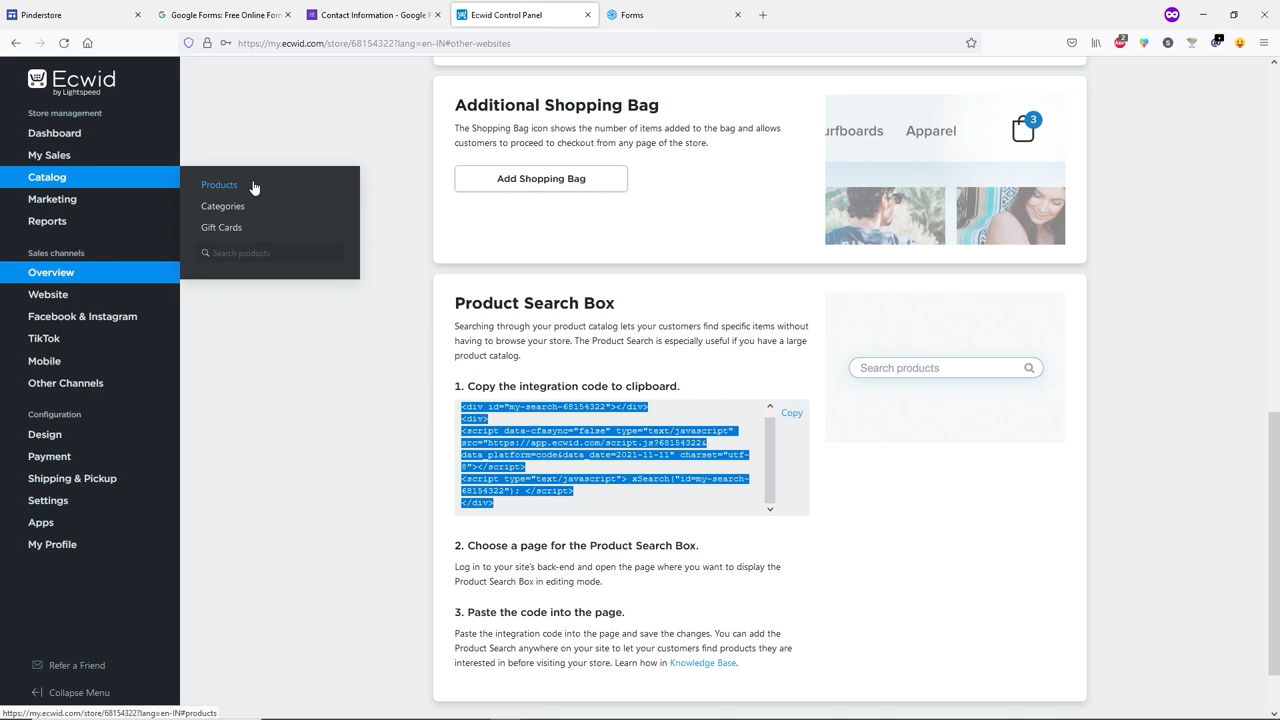 Pinderstore
Google Forms: Free Online Form
Contact Information - Google F
Ecwid Control Panel
Forms
https://my.ecwid.com/store/68154322?lang=en-IN#other-websites
2
Ecwid
by Lightspeed
Store management
Dashboard
My Sales
Catalog
Marketing
Reports
Sales channels
Overview
Website
Facebook & Instagram
TikTok
Mobile
Other Channels
Configuration
Design
Payment
Shipping & Pickup
Settings
Apps
My Profile
Refer a Friend
Collapse Menu
https://my.ecwid.com/store/68154322?lang=en-IN#products
Products
Categories
Gift Cards
Search products
Additional Shopping Bag
The Shopping Bag icon shows the number of items added to the bag and allows
customers to proceed to checkout from any page of the store.
Add Shopping Bag
urfboards Apparel
3
Product Search Box
Searching through your product catalog lets your customers find specific items without
having to browse your store. The Product Search is especially useful if you have a large
product catalog.
Search products
1. Copy the integration code to clipboard.
<div id="my-search-68154322"></div>
<div>
<script data-cfasync="false" type="text/javascript"
src="https://app.ecwid.com/script.js?68154322&
data_platform=code&data_date=2021-11-11" charset="utf-
8"></script>
<script type="text/javascript"> xSearch("id=my-search-
68154322"); </script>
</div>
Copy
2. Choose a page for the Product Search Box.
Log in to your site's back-end and open the page where you want to display the
Product Search Box in editing mode.
3. Paste the code into the page.
Paste the integration code into the page and save the changes. You can add the
Product Search anywhere on your site to let your customers find products they are
interested in before visiting your store. Learn how in Knowledge Base.